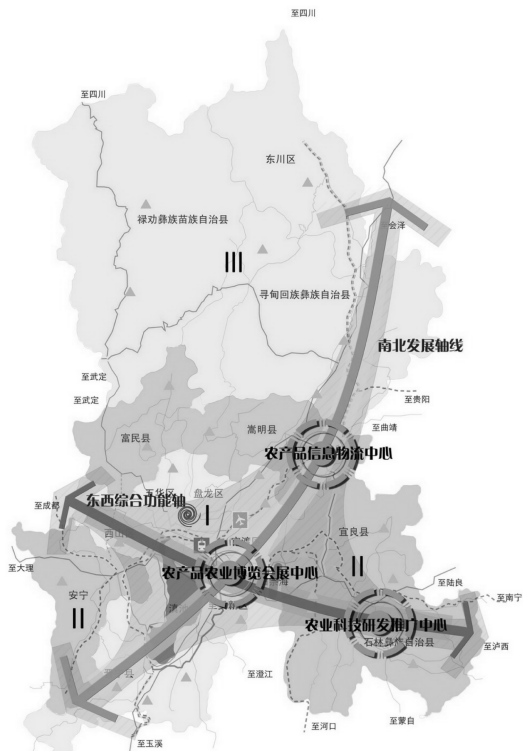 至四川
至四川
东川区
禄劝彝族苗族自治县
会泽
III
寻甸回族彝族自治县
南北发展轴线
至武定
至贵阳
至武定
至曲靖
嵩明县
富民县
农产品信息物流中心
五华区
盘龙区
东西综合功能轴
至成都
I
宜良县
至大理
II
农产品农业博览会展中心
至陆良
安宁
至南宁
II
农业科技研发推广中心
石林彝族自治县
至泸西
至澄江
至河口
至蒙自
至玉溪